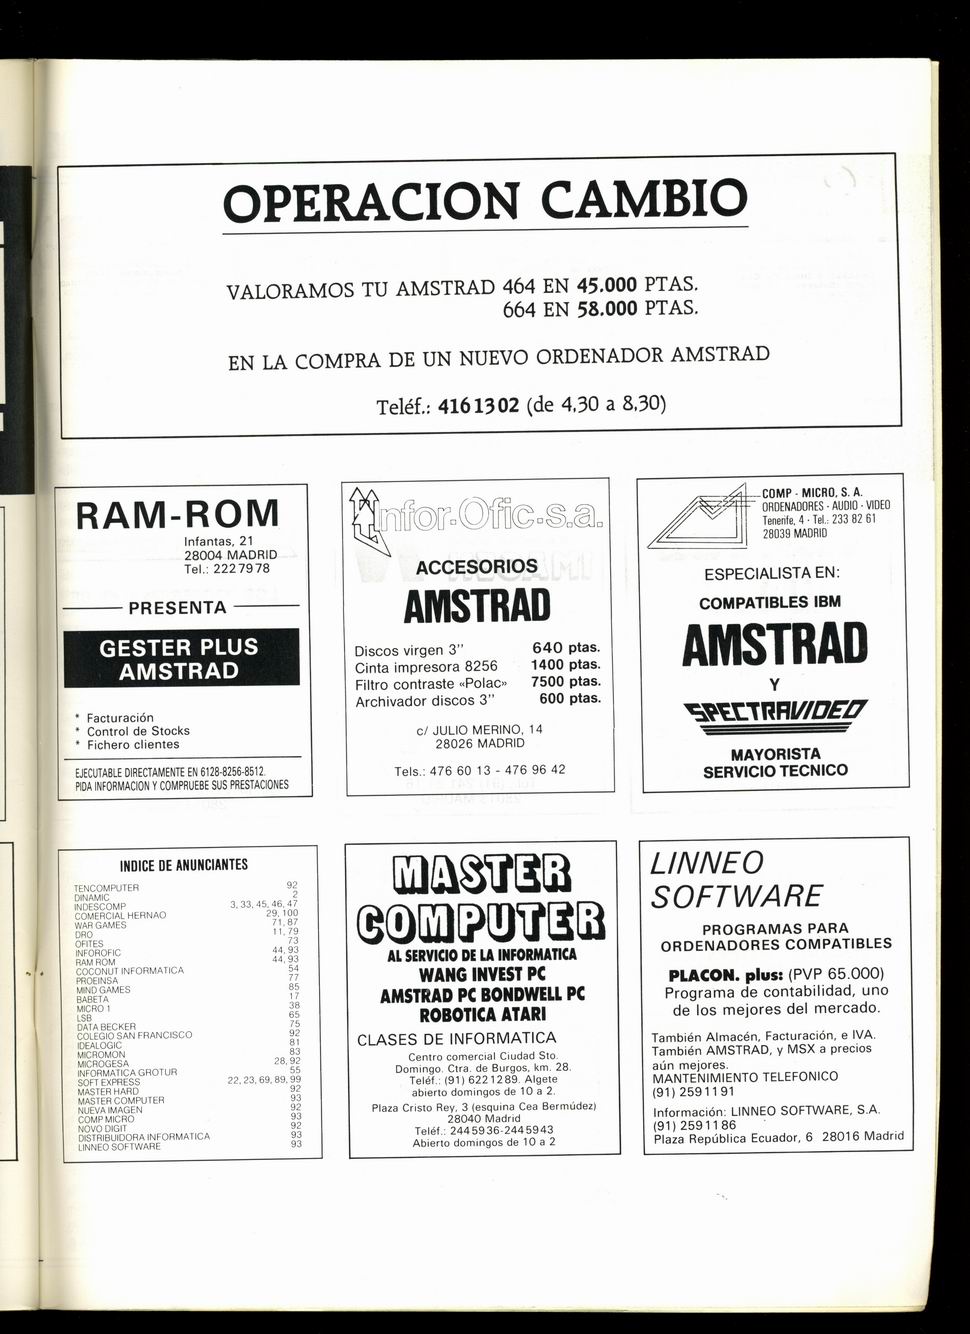 OPERACION CAMBIO
VALORAMOS TU AMSTRAD 464 EN 45.000 PTAS.
664 EN 58.000 PTAS.
EN LA COMPRA DE UN NUEVO ORDENADOR AMSTRAD
Teléf.: 4161302 (de 4,30 a 8,30)
RAM-ROM
Infantas, 21
28004 MADRID
Tel.: 2227978
PRESENTA
GESTER PLUS
AMSTRAD
* Facturación
* Control de Stocks
* Fichero clientes
EJECUTABLE DIRECTAMENTE EN 6128-8256-8512.
PIDA INFORMACION Y COMPRUEBE SUS PRESTACIONES
Infor-Ofic-s.a.
ACCESORIOS
AMSTRAD
Discos virgen 3'' 640 ptas.
Cinta impresora 8256 1400 ptas.
Filtro contraste «Polac» 7500 ptas.
Archivador discos 3'' 600 ptas.
c/ JULIO MERINO, 14
28026 MADRID
Tels.: 476 60 13 - 476 96 42
COMP - MICRO, S. A.
ORDENADORES - AUDIO - VIDEO
Tenerife, 4 - Tel.: 233 82 61
28039 MADRID
ESPECIALISTA EN:
COMPATIBLES IBM
AMSTRAD
Y
SPECTRAVIDEO
MAYORISTA
SERVICIO TECNICO
INDICE DE ANUNCIANTES
TENCOMPUTER 92
DINAMIC 2
INDESCOMP 3, 33, 45, 46, 47
COMERCIAL HERNAO 29, 100
WAR GAMES 71, 87
DRO 11, 79
OFITES 73
INFOROFIC 44, 93
RAM ROM 44, 93
COCONUT INFORMATICA 54
PROEINSA 77
MIND GAMES 85
BABETA 17
MICRO 1 38
LSB 65
DATA BECKER 75
COLEGIO SAN FRANCISCO 92
IDEALOGIC 81
MICROMON 83
MICROGESA 28, 92
INFORMATICA GROTUR 55
SOFT EXPRESS 22, 23, 69, 89, 99
MASTER HARD 92
MASTER COMPUTER 93
NUEVA IMAGEN 92
COMP MICRO 93
NOVO DIGIT 92
DISTRIBUIDORA INFORMATICA 93
LINNEO SOFTWARE 93
MASTER
COMPUTER
AL SERVICIO DE LA INFORMATICA
WANG INVEST PC
AMSTRAD PC BONDWELL PC
ROBOTICA ATARI
CLASES DE INFORMATICA
Centro comercial Ciudad Sto.
Domingo. Ctra. de Burgos, km. 28.
Teléf.: (91) 6221289. Algete
abierto domingos de 10 a 2.
Plaza Cristo Rey, 3 (esquina Cea Bermúdez)
28040 Madrid
Teléf.: 2445936-2445943
Abierto domingos de 10 a 2
LINNEO
SOFTWARE
PROGRAMAS PARA
ORDENADORES COMPATIBLES
PLACON. plus: (PVP 65.000)
Programa de contabilidad, uno
de los mejores del mercado.
También Almacén, Facturación, e IVA.
También AMSTRAD, y MSX a precios
aún mejores.
MANTENIMIENTO TELEFONICO
(91) 2591191
Información: LINNEO SOFTWARE, S.A.
(91) 2591186
Plaza República Ecuador, 6 28016 Madrid